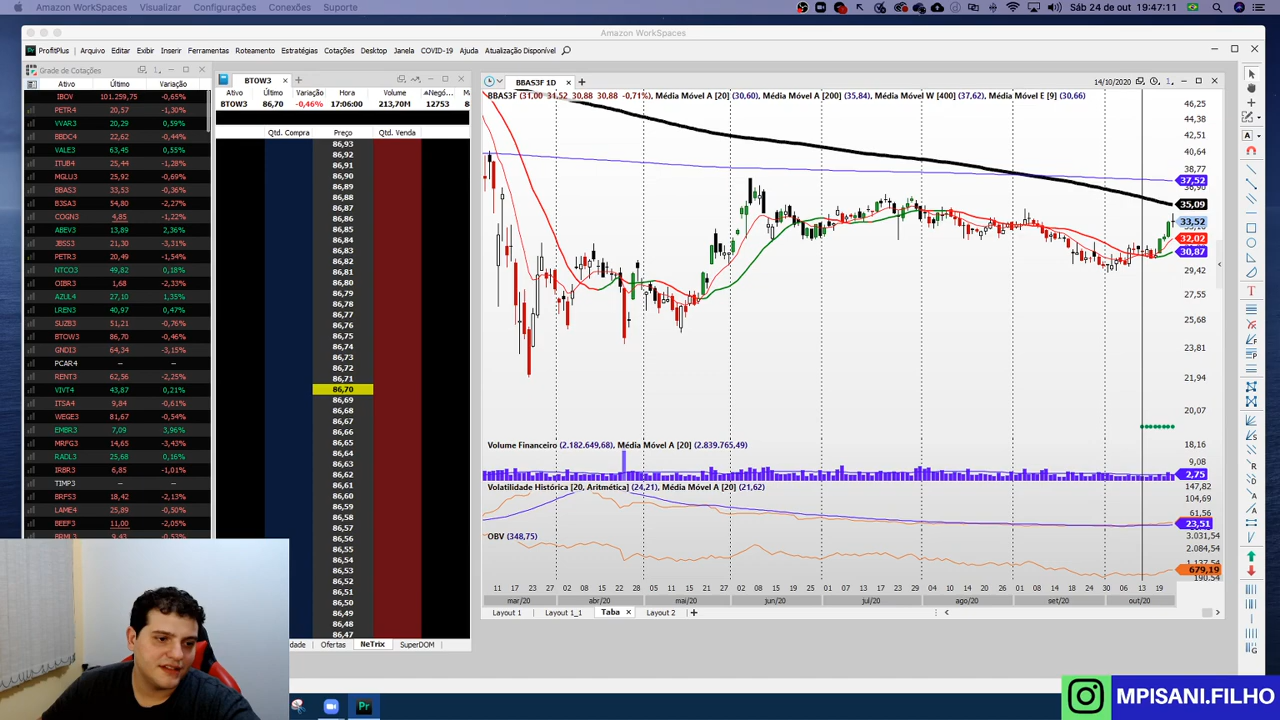 Amazon WorkSpaces Visualizar Configurações Conexões Suporte
Sáb 24 de out 19:47:11
Amazon WorkSpaces
ProfitPlus Arquivo Editar Exibir Inserir Ferramentas Roteamento Estratégias Cotações Desktop Janela COVID-19 Ajuda Atualização Disponível
Grade de Cotações
Ativo Último Variação
IBOV 101.259,75 -0,65%
PETR4 20,57 -1,30%
VVAR3 20,29 0,59%
BBDC4 22,62 -0,44%
VALE3 63,45 0,55%
ITUB4 25,44 -1,28%
MGLU3 25,92 -0,69%
BBAS3 33,53 -0,36%
B3SA3 54,80 -2,27%
COGN3 4,85 -1,22%
ABEV3 13,89 2,36%
JBSS3 21,30 -3,31%
PETR3 20,49 -1,54%
NTCO3 49,82 0,18%
OIBR3 1,68 -2,33%
AZUL4 27,10 1,35%
LREN3 40,97 0,47%
SUZB3 51,21 -0,76%
BTOW3 86,70 -0,46%
GNDI3 64,34 -3,15%
PCAR4 -- --
RENT3 62,56 -2,25%
VIVT4 43,87 0,21%
ITSA4 9,84 -0,61%
WEGE3 81,67 -0,54%
EMBR3 7,09 3,96%
MRFG3 14,65 -3,43%
RADL3 25,68 0,16%
IRBR3 6,85 -1,01%
TIMP3 -- --
BRFS3 18,42 -2,13%
LAME4 25,89 -0,50%
BEEF3 11,00 -2,05%
BRML3 9,43 -0,53%
BTOW3
Ativo Último Variação Hora Volume Negóc
BTOW3 86,70 -0,46% 17:06:00 213,70M 12753
Qtd. Compra Preço Qtd. Venda
86,93
86,92
86,91
86,90
86,89
86,88
86,87
86,86
86,85
86,84
86,83
86,82
86,81
86,80
86,79
86,78
86,77
86,76
86,75
86,74
86,73
86,72
86,71
86,70
86,69
86,68
86,67
86,66
86,65
86,64
86,63
86,62
86,61
86,60
86,59
86,58
86,57
86,56
86,55
86,54
86,53
86,52
86,51
86,50
86,49
86,48
86,47
dade Ofertas NeTrix SuperDOM
BBAS3F 1D
14/10/2020
BBAS3F (31,00 31,52 30,88 30,88 -0,71%), Média Móvel A [20] (30,60), Média Móvel A [200] (35,84), Média Móvel W [400] (37,62), Média Móvel E [9] (30,66)
46,25
44,38
42,51
40,64
38,77
37,52
35,09
33,52
32,02
30,87
29,42
27,55
25,68
23,81
21,94
20,07
18,16
Volume Financeiro (2.182.649,68), Média Móvel A [20] (2.839.765,49)
9,08
2,75
Volatilidade Histórica [20, Aritmética] (24,21), Média Móvel A [20] (21,62)
147,82
104,69
61,56
23,51
OBV (348,75)
3.031,54
2.084,54
679,19
190,54
11 17 23 27 02 08 14 22 28 05 11 15 21 27 02 08 15 19 25 01 07 13 17 23 29 04 10 14 20 26 01 08 14 18 24 30 06 13 19
mar/20 abr/20 mai/20 jun/20 jul/20 ago/20 set/20 out/20
Layout 1 Layout 1_1 Taba Layout 2
MPISANI.FILHO